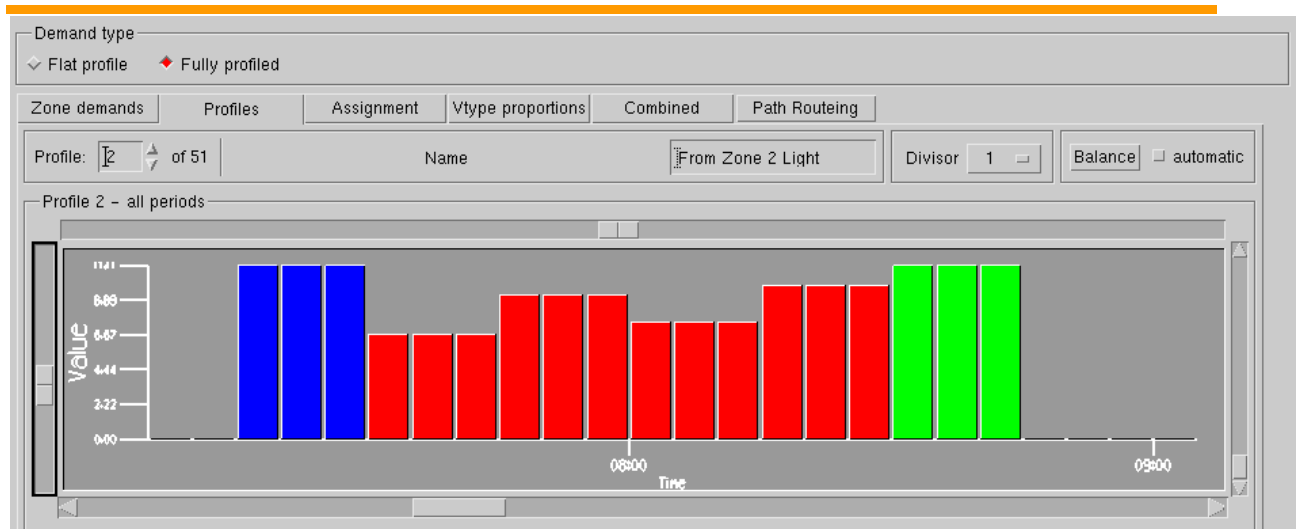 Demand type
Flat profile Fully profiled
Zone demands Profiles Assignment Vtype proportions Combined Path Routeing
Profile: 2 of 51 Name From Zone 2 Light Divisor 1 Balance automatic
Profile 2 - all periods
11.11
8.89
6.67
4.44
2.22
0.00
Value
08:00 09:00
Time